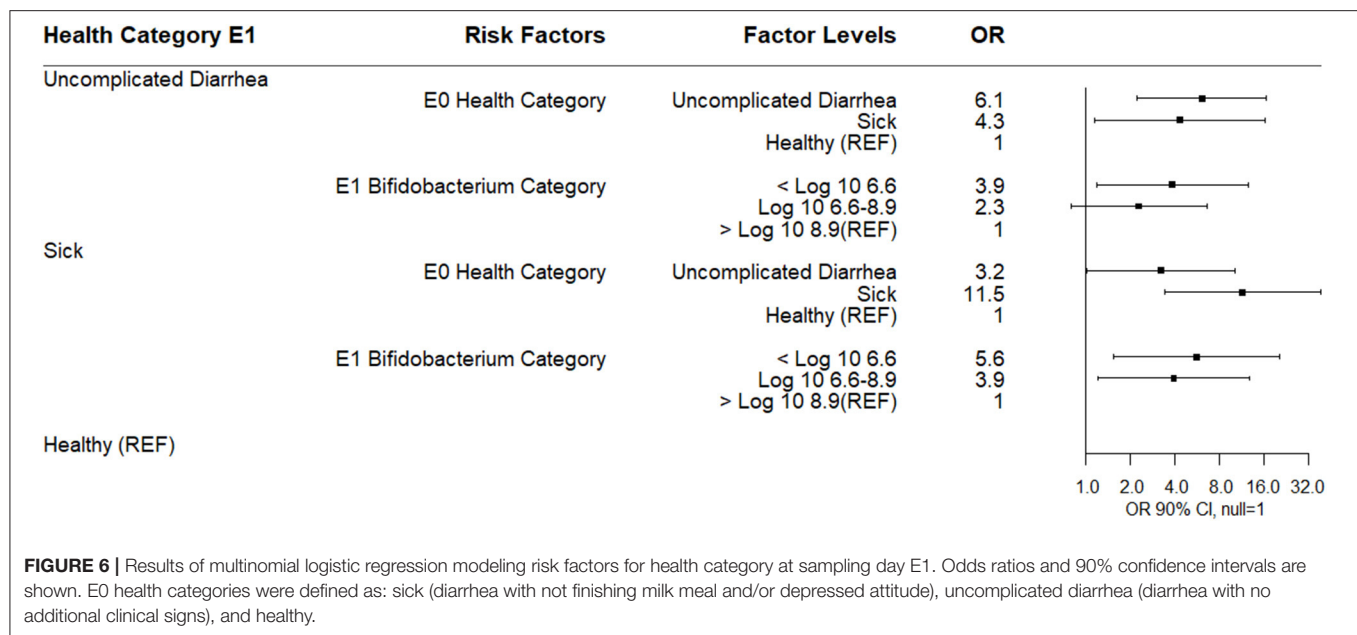 Health Category E1 Risk Factors Factor Levels OR
Uncomplicated Diarrhea
E0 Health Category Uncomplicated Diarrhea 6.1
Sick 4.3
Healthy (REF) 1
E1 Bifidobacterium Category < Log 10 6.6 3.9
Log 10 6.6-8.9 2.3
> Log 10 8.9(REF) 1
Sick
E0 Health Category Uncomplicated Diarrhea 3.2
Sick 11.5
Healthy (REF) 1
E1 Bifidobacterium Category < Log 10 6.6 5.6
Log 10 6.6-8.9 3.9
> Log 10 8.9(REF) 1
Healthy (REF)
1.0 2.0 4.0 8.0 16.0 32.0
OR 90% CI, null=1
FIGURE 6 | Results of multinomial logistic regression modeling risk factors for health category at sampling day E1. Odds ratios and 90% confidence intervals are
shown. E0 health categories were defined as: sick (diarrhea with not finishing milk meal and/or depressed attitude), uncomplicated diarrhea (diarrhea with no
additional clinical signs), and healthy.